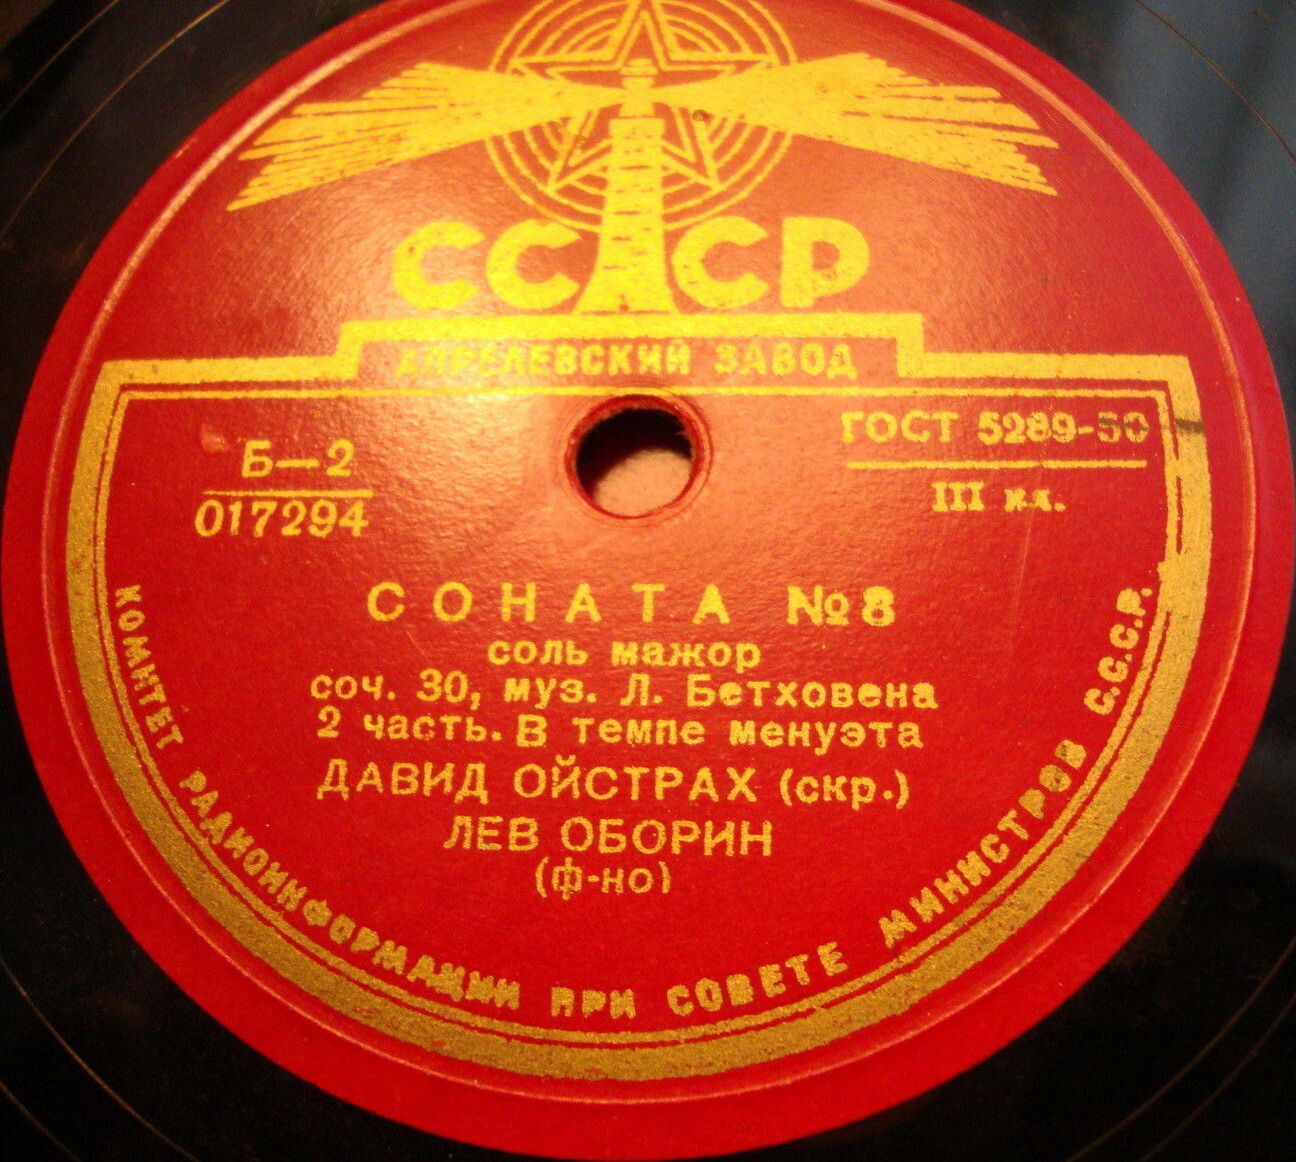 СССР
АПРЕЛЕВСКИЙ ЗАВОД
Б—2
017294
ГОСТ 5289-50
III кл.
СОНАТА №8
соль мажор
соч. 30, муз. Л. Бетховена
2 часть. В темпе менуэта
ДАВИД ОЙСТРАХ (скр.)
ЛЕВ ОБОРИН
(ф-но)
КОМИТЕТ РАДИОИНФОРМАЦИИ ПРИ СОВЕТЕ МИНИСТРОВ С.С.С.Р.